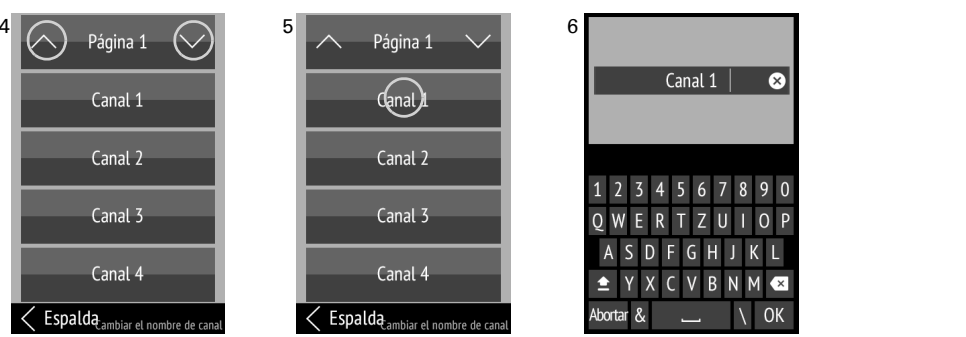 4
Página 1
Canal 1
Canal 2
Canal 3
Canal 4
Espalda
Cambiar el nombre de canal
5
Página 1
Canal 1
Canal 2
Canal 3
Canal 4
Espalda
Cambiar el nombre de canal
6
Canal 1
1 2 3 4 5 6 7 8 9 0
Q W E R T Z U I O P
A S D F G H J K L
Y X C V B N M
Abortar & \ OK